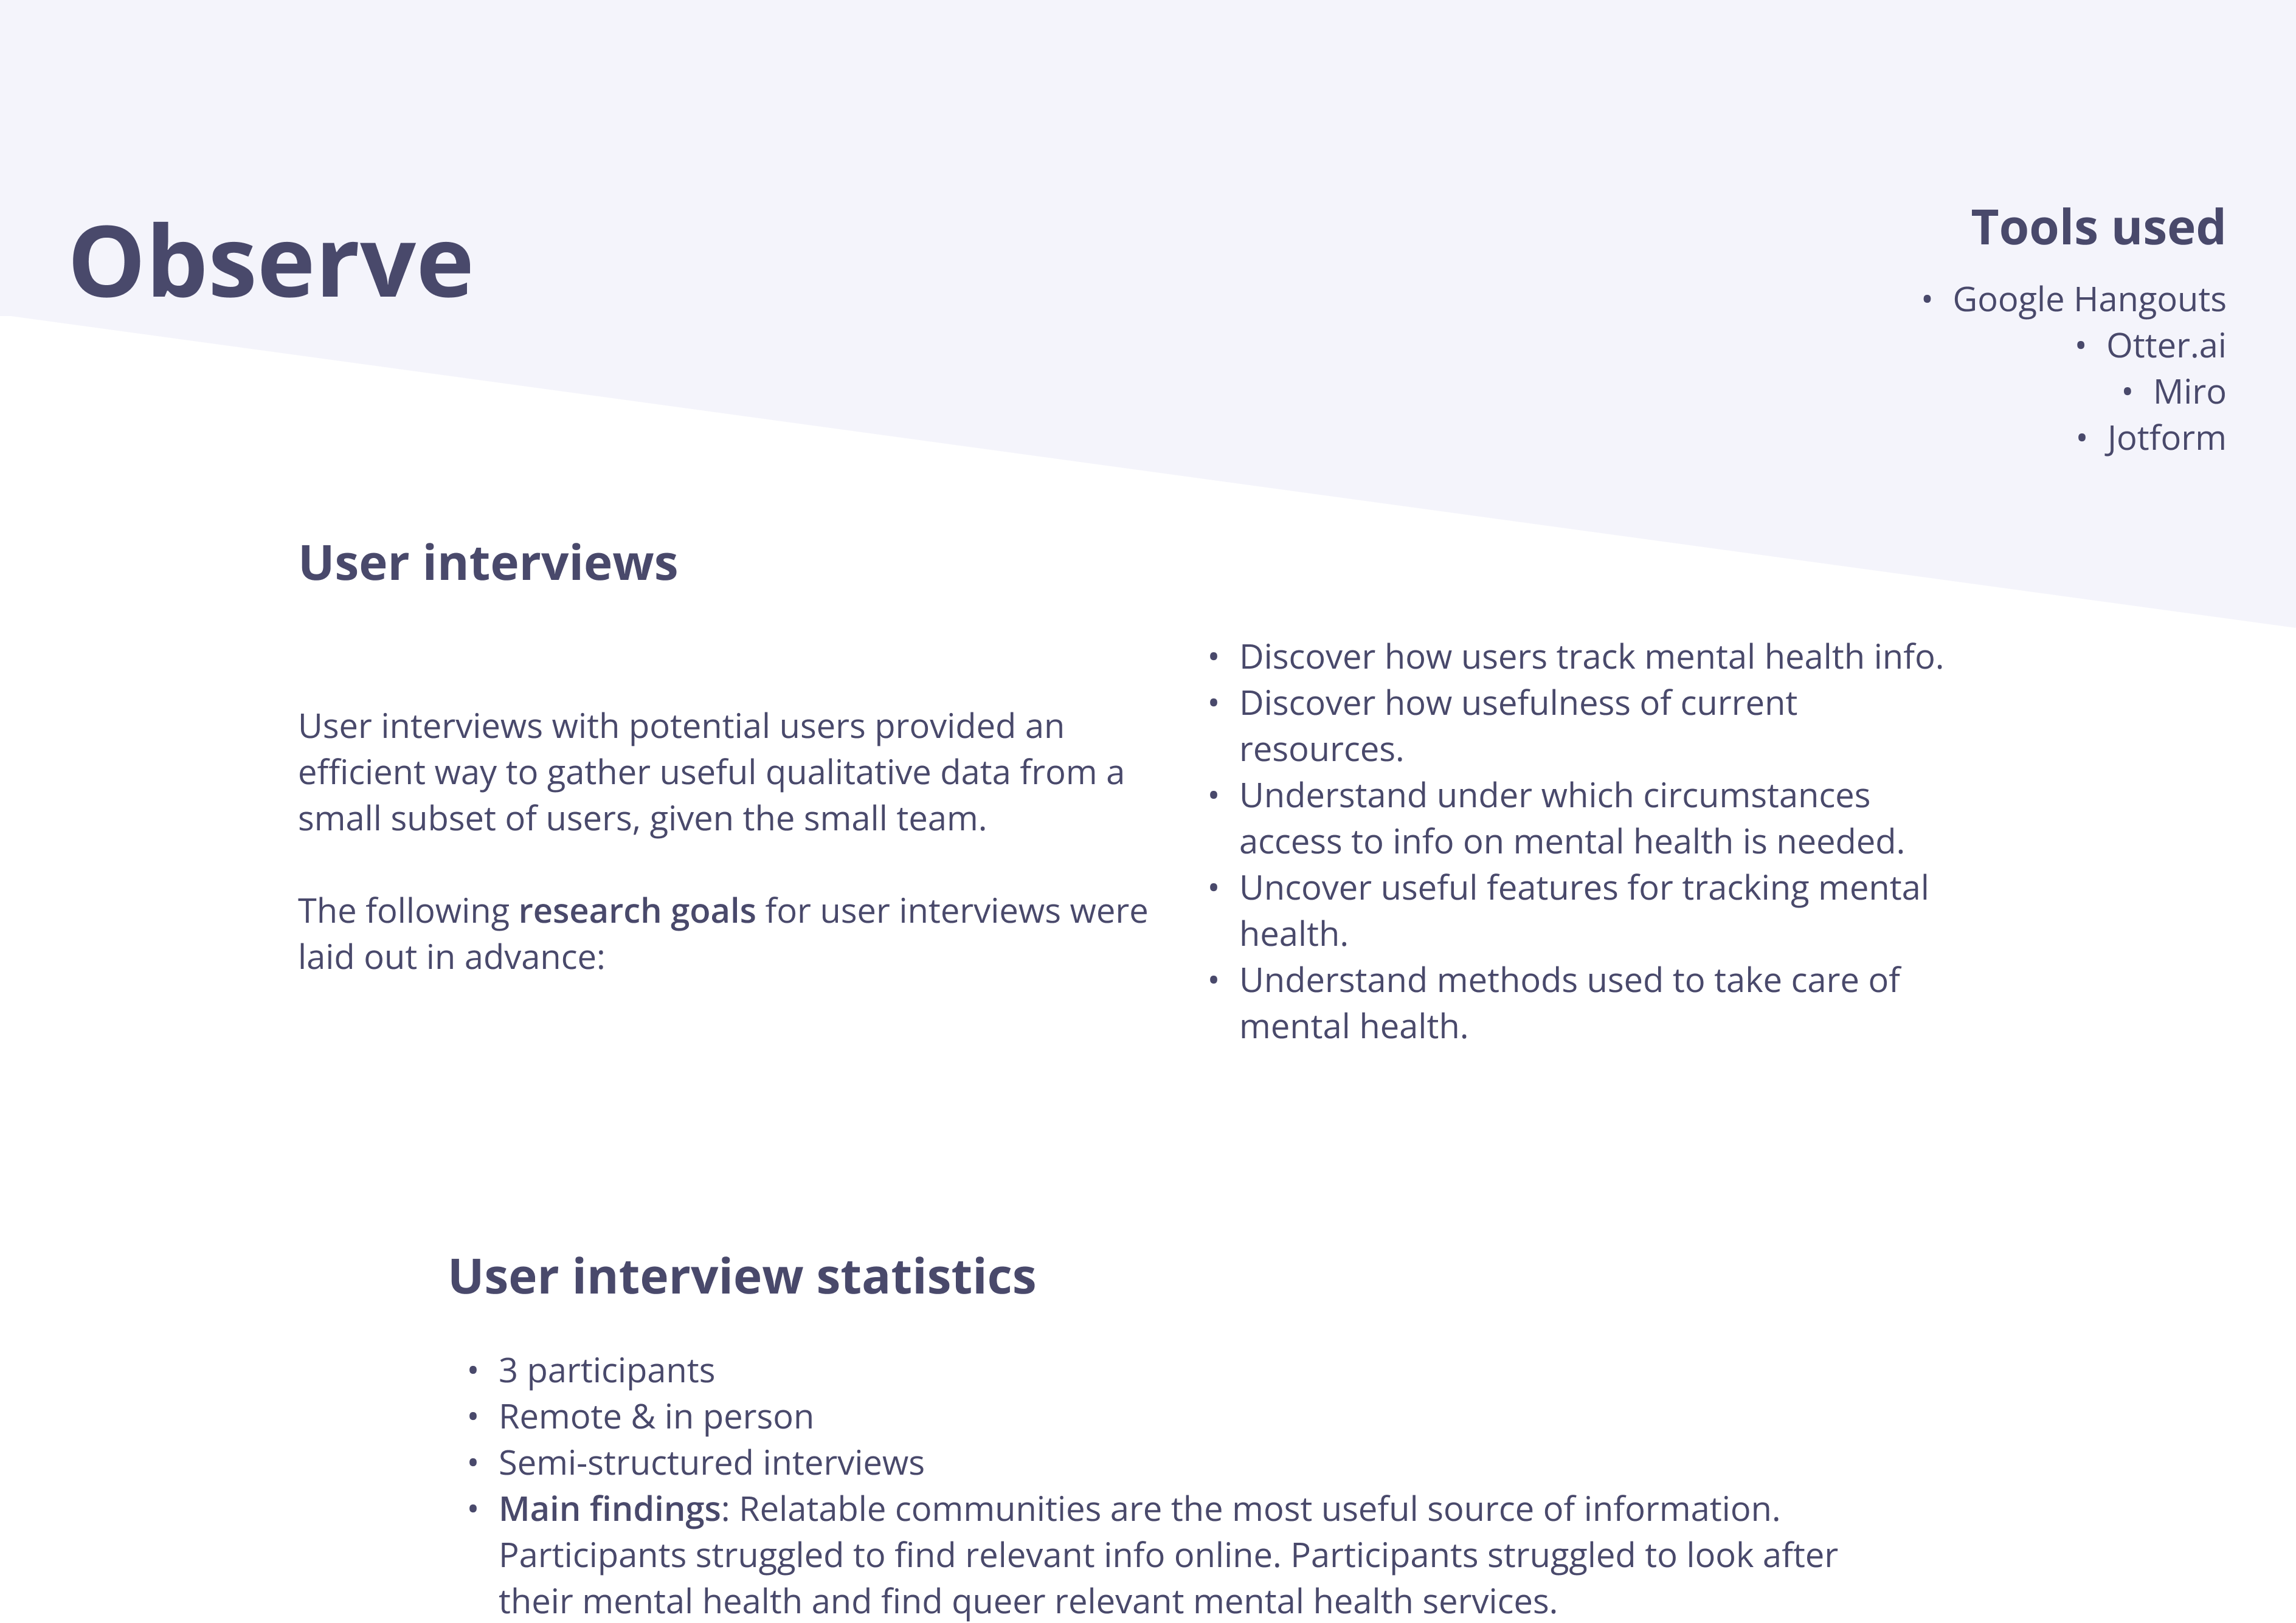 Observe
Tools used
• Google Hangouts
• Otter.ai
• Miro
• Jotform
User interviews
User interviews with potential users provided an
efficient way to gather useful qualitative data from a
small subset of users, given the small team.
The following research goals for user interviews were
laid out in advance:
• Discover how users track mental health info.
• Discover how usefulness of current
resources.
• Understand under which circumstances
access to info on mental health is needed.
• Uncover useful features for tracking mental
health.
• Understand methods used to take care of
mental health.
User interview statistics
• 3 participants
• Remote & in person
• Semi-structured interviews
• Main findings: Relatable communities are the most useful source of information.
Participants struggled to find relevant info online. Participants struggled to look after
their mental health and find queer relevant mental health services.